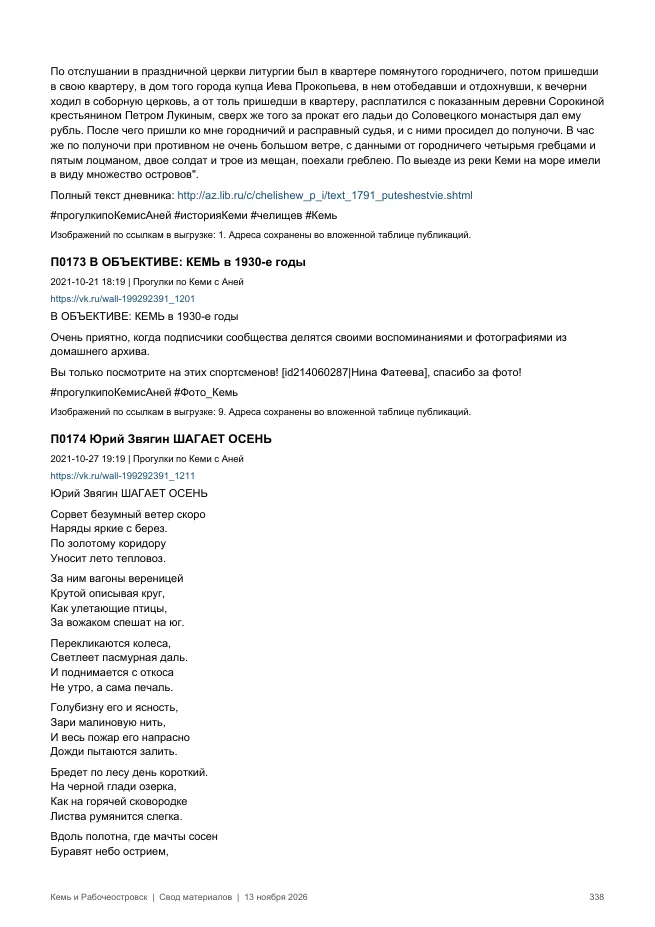 По отслушании в праздничной церкви литургии был в квартере помянутого городничего, потом пришедши
в свою квартеру, в дом того города купца Иева Прокопьева, в нем отобедавши и отдохнувши, к вечерни
ходил в соборную церковь, а от толь пришедши в квартеру, расплатился с показанным деревни Сорокиной
крестьянином Петром Лукиным, сверх же того за прокат его ладьи до Соловецкого монастыря дал ему
рубль. После чего пришли ко мне городничий и расправный судья, и с ними просидел до полуночи. В час
же по полуночи при противном не очень большом ветре, с данными от городничего четырьмя гребцами и
пятым лоцманом, двое солдат и трое из мещан, поехали греблею. По выезде из реки Кеми на море имели
в виду множество островов".
Полный текст дневника: http://az.lib.ru/c/chelishew_p_i/text_1791_puteshestvie.shtml
#прогулкипоКемисАней #историяКеми #челищев #Кемь
Изображений по ссылкам в выгрузке: 1. Адреса сохранены во вложенной таблице публикаций.
П0173 В ОБЪЕКТИВЕ: КЕМЬ в 1930-е годы
2021-10-21 18:19 | Прогулки по Кеми с Аней
https://vk.ru/wall-199292391_1201
В ОБЪЕКТИВЕ: КЕМЬ в 1930-е годы
Очень приятно, когда подписчики сообщества делятся своими воспоминаниями и фотографиями из
домашнего архива.
Вы только посмотрите на этих спортсменов! [id214060287|Нина Фатеева], спасибо за фото!
#прогулкипоКемисАней #Фото_Кемь
Изображений по ссылкам в выгрузке: 9. Адреса сохранены во вложенной таблице публикаций.
П0174 Юрий Звягин ШАГАЕТ ОСЕНЬ
2021-10-27 19:19 | Прогулки по Кеми с Аней
https://vk.ru/wall-199292391_1211
Юрий Звягин ШАГАЕТ ОСЕНЬ
Сорвет безумный ветер скоро
Наряды яркие с берез.
По золотому коридору
Уносит лето тепловоз.
За ним вагоны вереницей
Крутой описывая круг,
Как улетающие птицы,
За вожаком спешат на юг.
Перекликаются колеса,
Светлеет пасмурная даль.
И поднимается с откоса
Не утро, а сама печаль.
Голубизну его и ясность,
Зари малиновую нить,
И весь пожар его напрасно
Дожди пытаются залить.
Бредет по лесу день короткий.
На черной глади озерка,
Как на горячей сковородке
Листва румянится слегка.
Вдоль полотна, где мачты сосен
Буравят небо острием,
Кемь и Рабочеостровск | Свод материалов | 13 ноября 2026
338